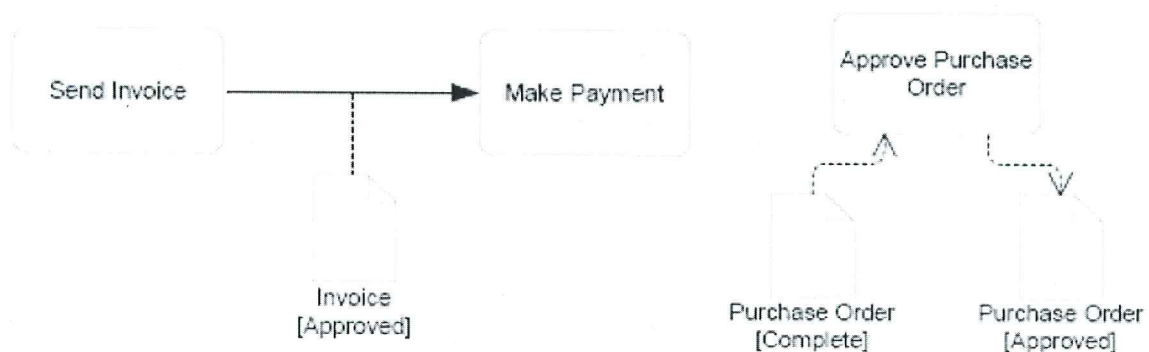 Send Invoice
Make Payment
Approve Purchase
Order
Invoice
[Approved]
Purchase Order
[Complete]
Purchase Order
[Approved]